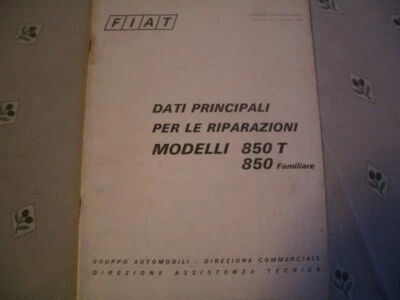 FIAT
DATI PRINCIPALI
PER LE RIPARAZIONI
MODELLI 850 T
850 Familiare
GRUPPO AUTOMOBILI - DIREZIONE COMMERCIALE
DIREZIONE ASSISTENZA TECNICA